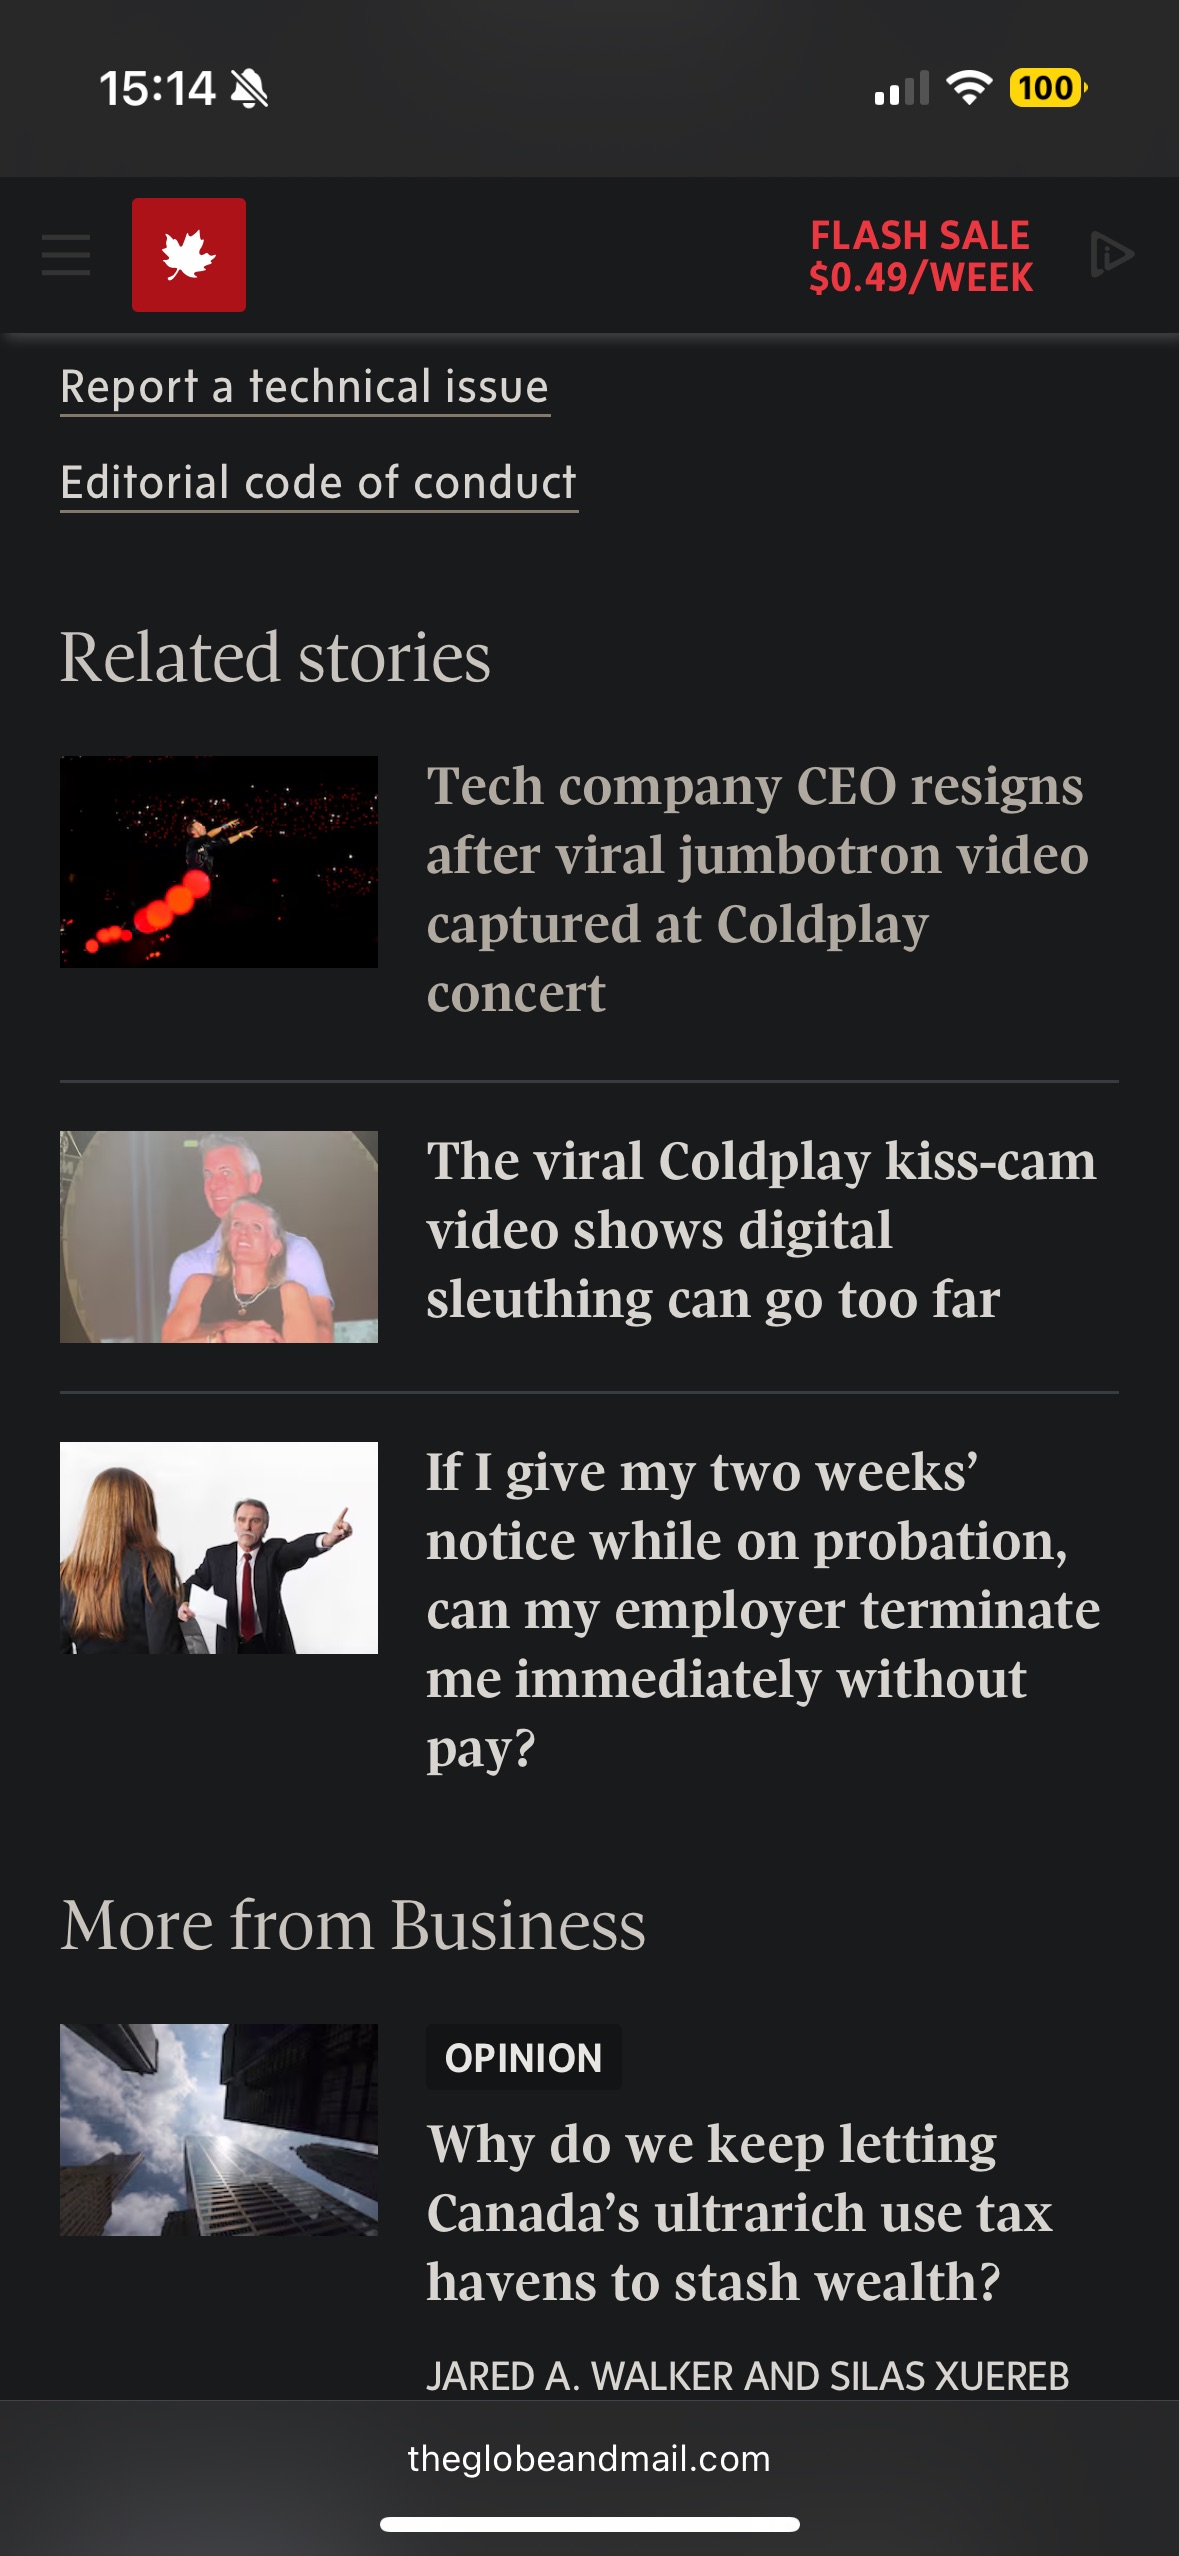 15:14
100
FLASH SALE
$0.49/WEEK
Report a technical issue
Editorial code of conduct
Related stories
Tech company CEO resigns
after viral jumbotron video
captured at Coldplay
concert
The viral Coldplay kiss-cam
video shows digital
sleuthing can go too far
If I give my two weeks’
notice while on probation,
can my employer terminate
me immediately without
pay?
More from Business
OPINION
Why do we keep letting
Canada’s ultrarich use tax
havens to stash wealth?
JARED A. WALKER AND SILAS XUEREB
theglobeandmail.com